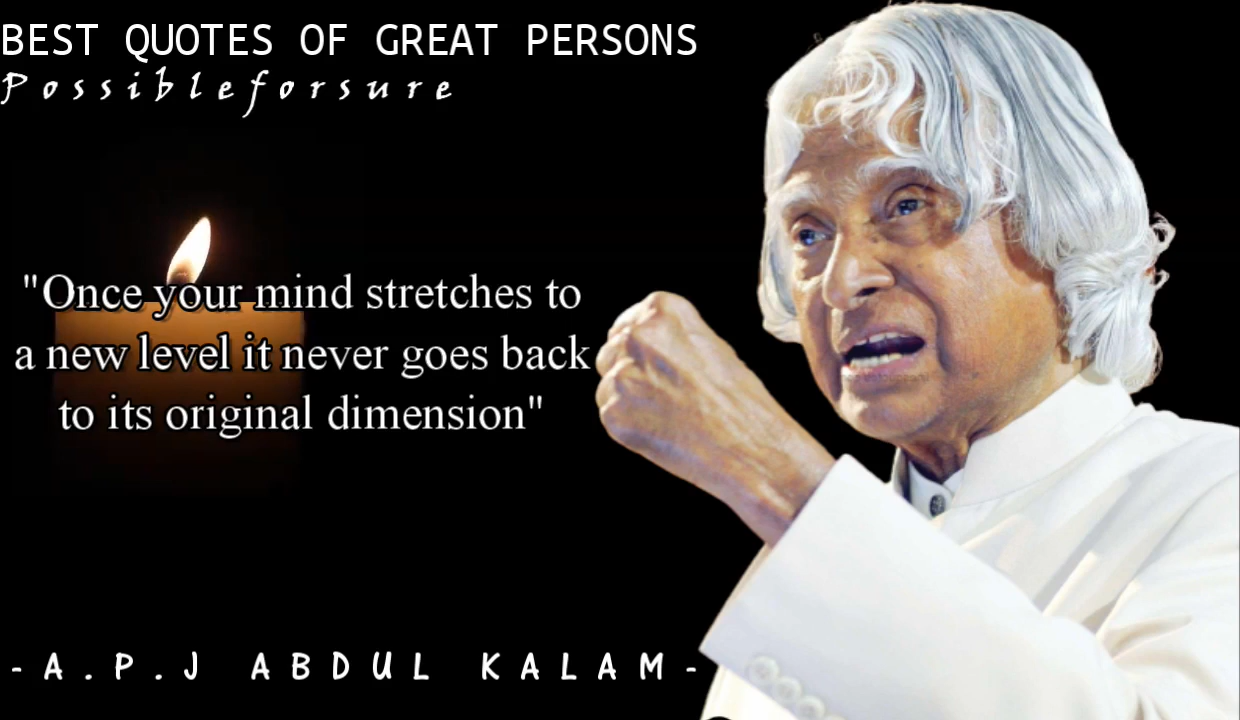 BEST QUOTES OF GREAT PERSONS
Possibleforsure
"Once your mind stretches to
a new level it never goes back
to its original dimension"
-A.P.J ABDUL KALAM-